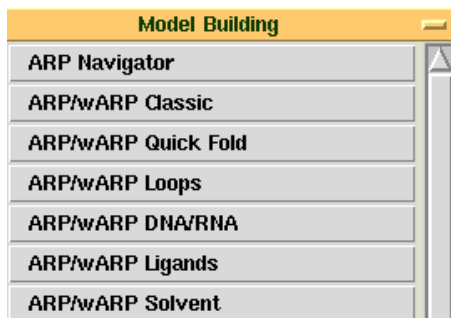 Model Building
ARP Navigator
ARP/wARP Classic
ARP/wARP Quick Fold
ARP/wARP Loops
ARP/wARP DNA/RNA
ARP/wARP Ligands
ARP/wARP Solvent